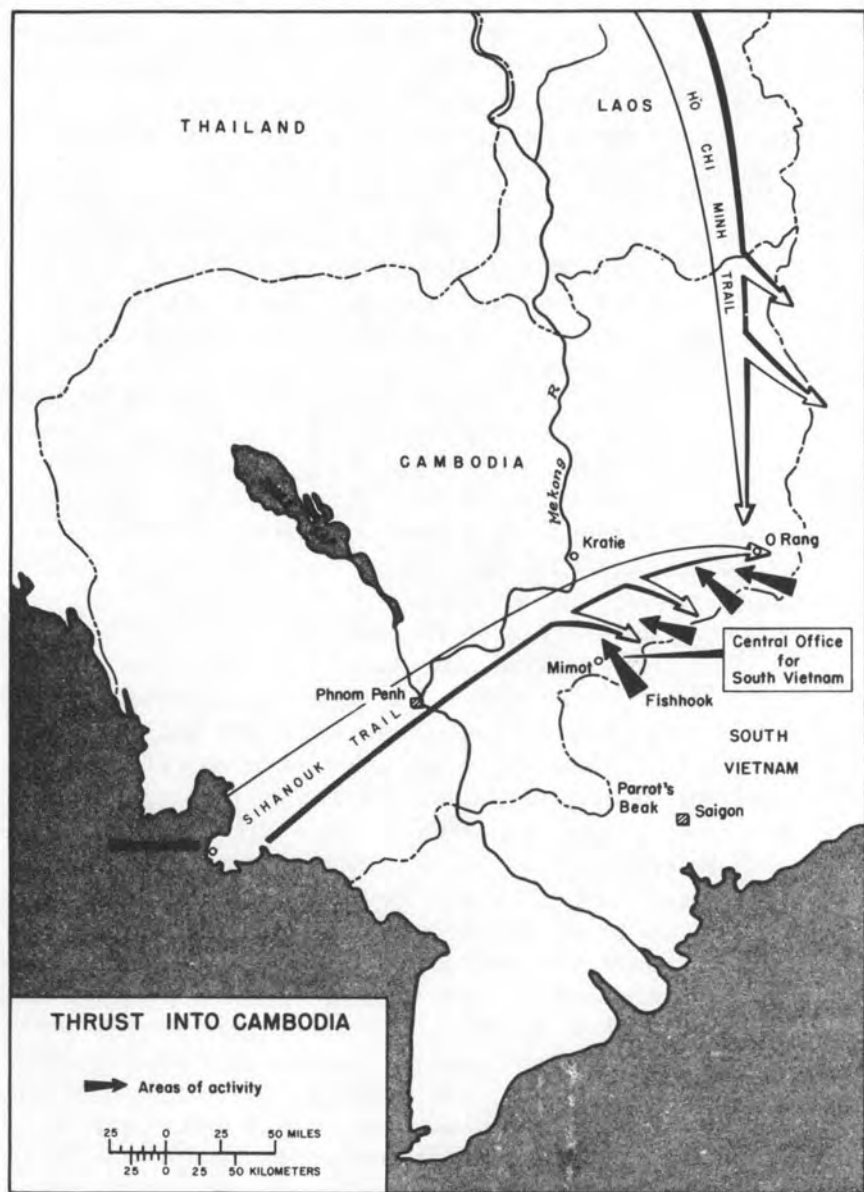 THAILAND
LAOS
HO CHI MINH TRAIL
CAMBODIA
Mekong R
Kratie
O Rang
Central Office
for
South Vietnam
Mimot
Fishhook
Phnom Penh
SIHANOUK TRAIL
SOUTH
VIETNAM
Parrot's
Beak
Saigon
THRUST INTO CAMBODIA
Areas of activity
25 0 25 50 MILES
25 0 25 50 KILOMETERS